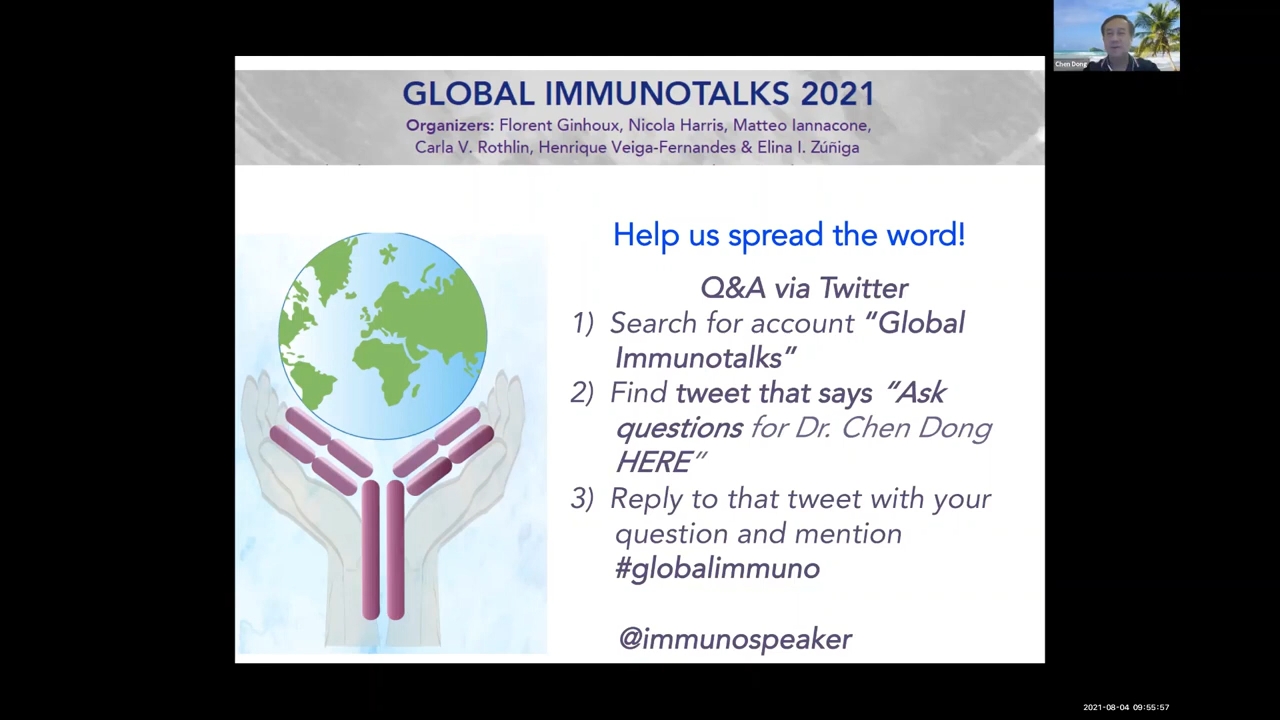 Chen Dong
GLOBAL IMMUNOTALKS 2021
Organizers: Florent Ginhoux, Nicola Harris, Matteo Iannacone,
Carla V. Rothlin, Henrique Veiga-Fernandes & Elina I. Zúñiga
Help us spread the word!
Q&A via Twitter
1) Search for account “Global
Immunotalks”
2) Find tweet that says “Ask
questions for Dr. Chen Dong
HERE”
3) Reply to that tweet with your
question and mention
#globalimmuno
@immunospeaker
2021-08-04 09:55:57